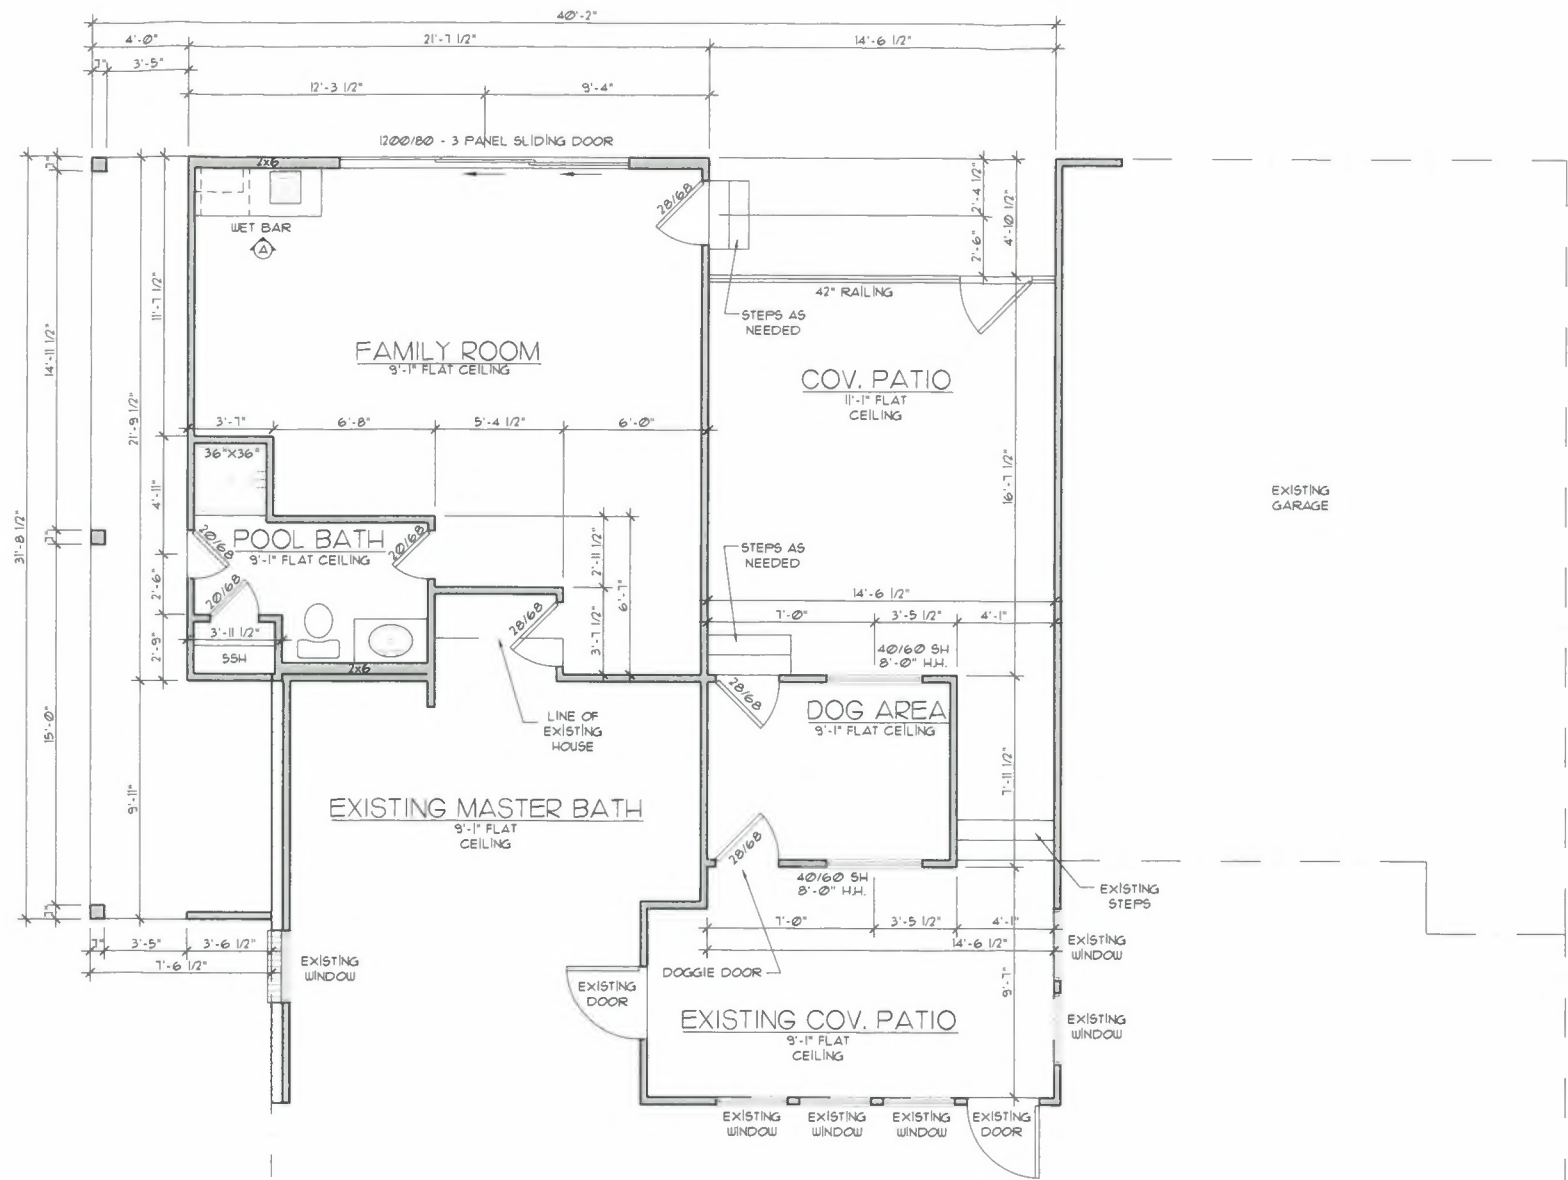 40'-2"
4'-0"
21'-7 1/2"
14'-6 1/2"
7"
3'-5"
12'-3 1/2"
9'-4"
1200/80 - 3 PANEL SLIDING DOOR
2x6
28/68
WET BAR
A
7"
2'-4 1/2"
4'-10 1/2"
2'-6"
42" RAILING
STEPS AS
NEEDED
11'-7 1/2"
14'-11 1/2"
21'-9 1/2"
31'-8 1/2"
FAMILY ROOM
9'-1" FLAT CEILING
COV. PATIO
11'-1" FLAT
CEILING
3'-7"
6'-8"
5'-4 1/2"
6'-0"
36"X36"
4'-11"
16'-7 1/2"
EXISTING
GARAGE
7"
20/68
POOL BATH
9'-1" FLAT CEILING
20/68
20/68
2'-6"
2'-11 1/2"
6'-7"
3'-7 1/2"
STEPS AS
NEEDED
14'-6 1/2"
7'-0"
3'-5 1/2"
4'-1"
28/68
3'-11 1/2"
2'-9"
SSH
2x6
40/60 SH
8'-0" H.H.
28/68
LINE OF
EXISTING
HOUSE
DOG AREA
9'-1" FLAT CEILING
15'-0"
9'-11"
7'-11 1/2"
EXISTING MASTER BATH
9'-1" FLAT
CEILING
28/68
40/60 SH
8'-0" H.H.
EXISTING
STEPS
7"
7'-0"
3'-5 1/2"
4'-1"
14'-6 1/2"
7"
3'-5"
3'-6 1/2"
7'-6 1/2"
EXISTING
WINDOW
EXISTING
WINDOW
DOGGIE DOOR
EXISTING
DOOR
9'-7"
EXISTING COV. PATIO
9'-1" FLAT
CEILING
EXISTING
WINDOW
EXISTING
WINDOW
EXISTING
WINDOW
EXISTING
WINDOW
EXISTING
DOOR